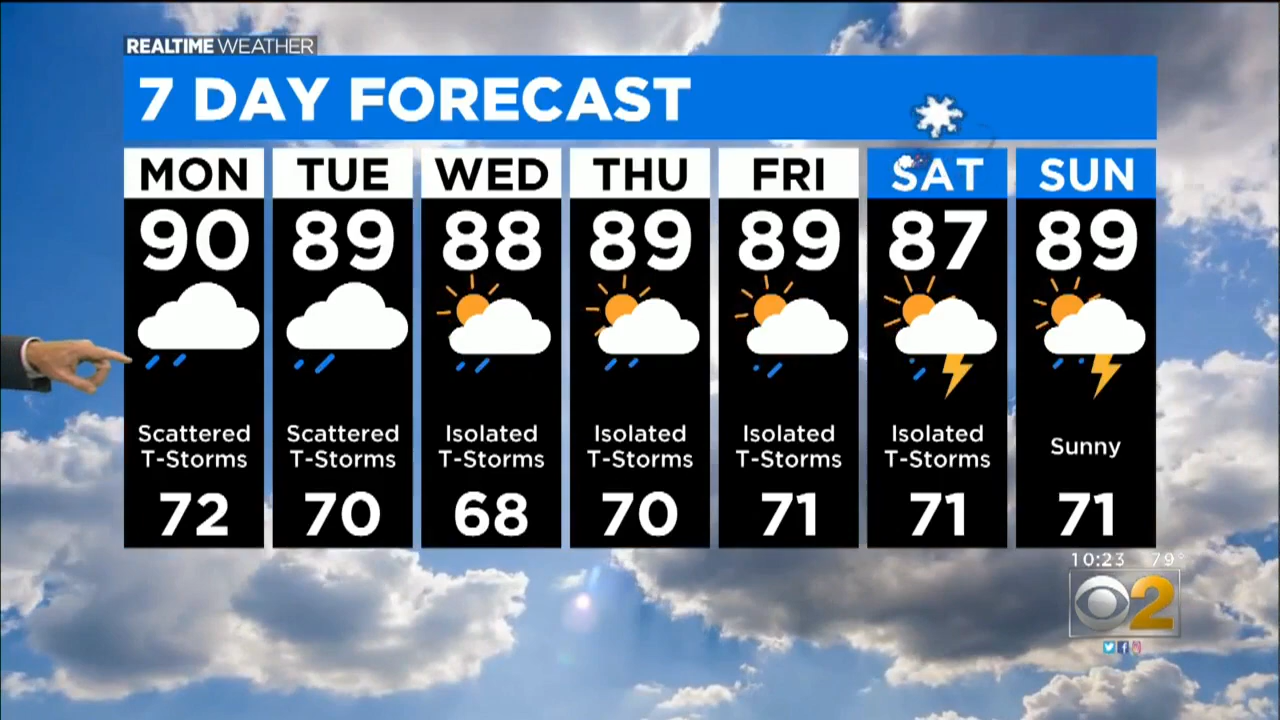 REALTIME WEATHER
7 DAY FORECAST
MON TUE WED THU FRI SAT SUN
90 89 88 89 89 87 89
Scattered T-Storms
Scattered T-Storms
Isolated T-Storms
Isolated T-Storms
Isolated T-Storms
Isolated T-Storms
Sunny
72 70 68 70 71 71 71
10:23 79°
2